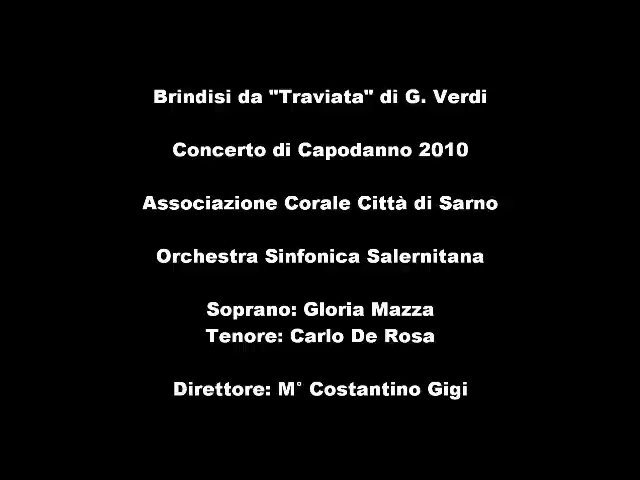 Brindisi da "Traviata" di G. Verdi
Concerto di Capodanno 2010
Associazione Corale Città di Sarno
Orchestra Sinfonica Salernitana
Soprano: Gloria Mazza
Tenore: Carlo De Rosa
Direttore: M° Costantino Gigi